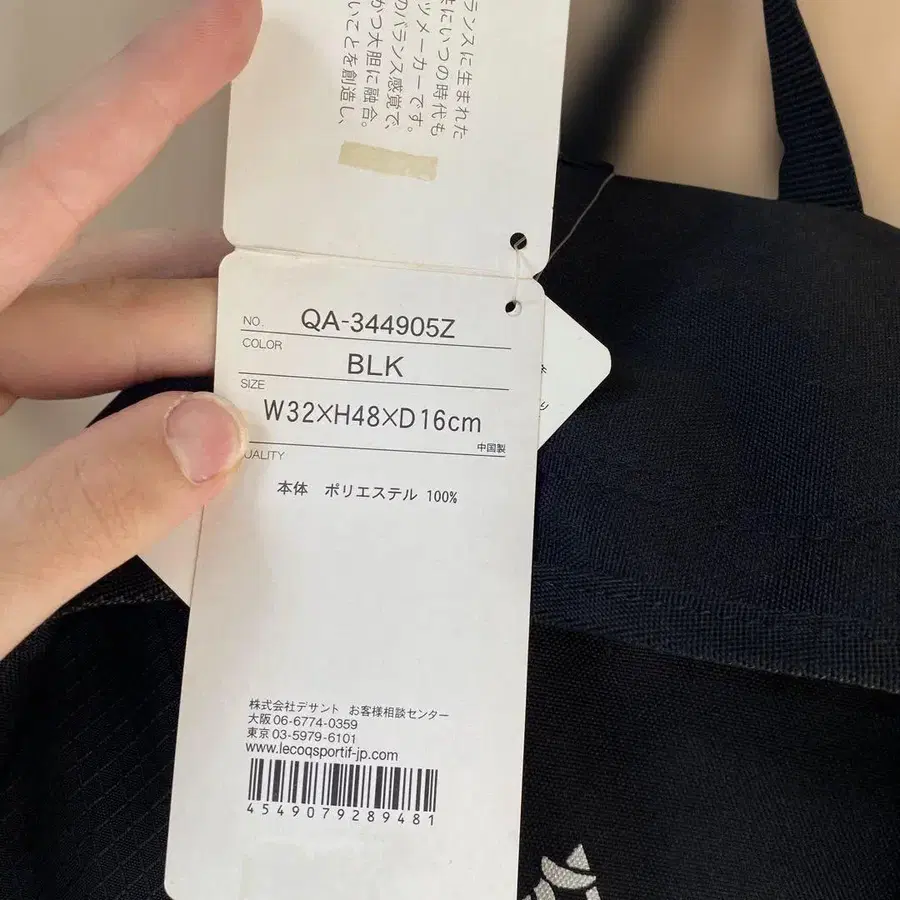 ランスに生まれた
にいつの時代も
ツメーカーです。
のバランス感覚で、
かつ大胆に融合。
いことを創造し、
NO. QA-344905Z
COLOR
BLK
SIZE
W32×H48×D16cm
中国製
UALITY
本体 ポリエステル 100%
株式会社デサント お客様相談センター
大阪 06-6774-0359
東京 03-5979-6101
www.lecoqsportif-jp.com
4549079289481